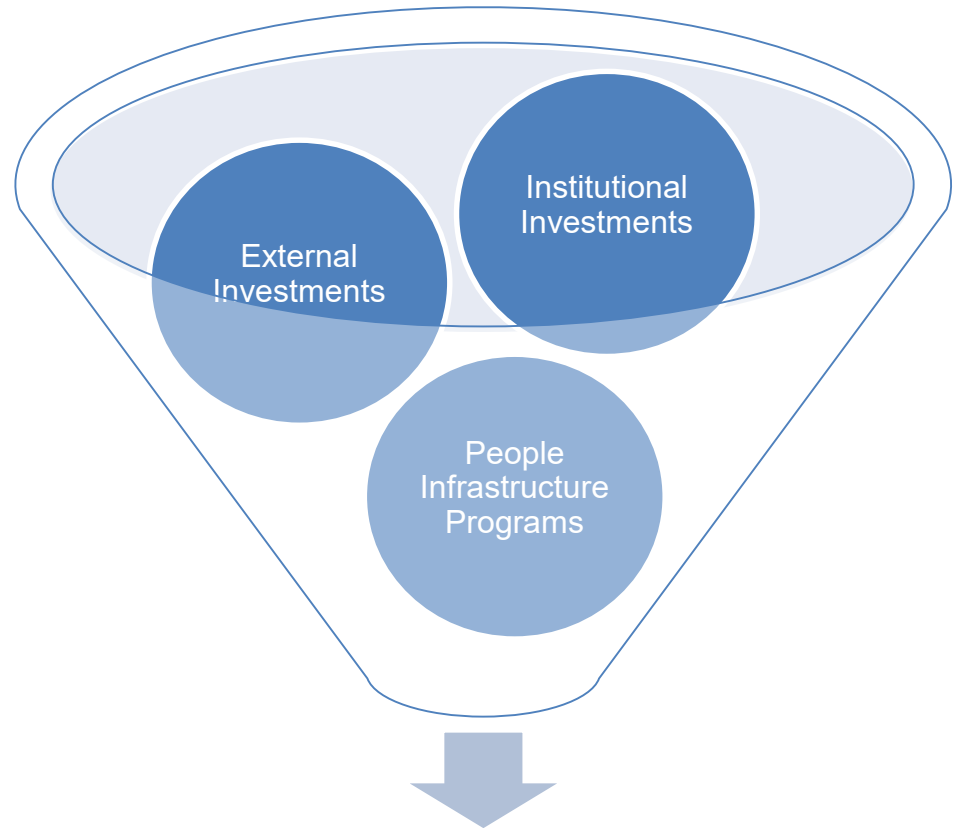 Institutional
Investments
External
Investments
People
Infrastructure
Programs